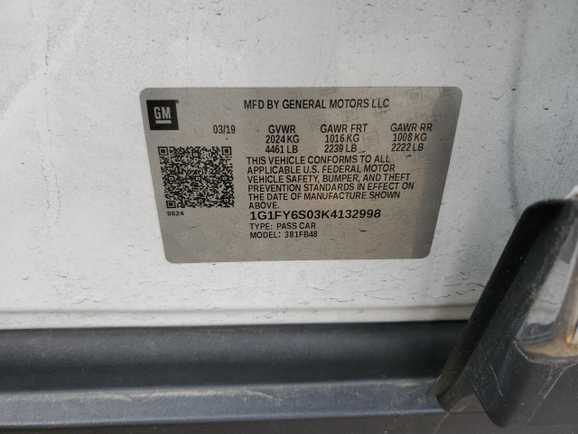 GM
MFD BY GENERAL MOTORS LLC
03/19 GVWR GAWR FRT GAWR RR
2024 KG 1016 KG 1008 KG
4461 LB 2239 LB 2222 LB
THIS VEHICLE CONFORMS TO ALL
APPLICABLE U.S. FEDERAL MOTOR
VEHICLE SAFETY, BUMPER, AND THEFT
PREVENTION STANDARDS IN EFFECT ON
THE DATE OF MANUFACTURE SHOWN
ABOVE.
0624
1G1FY6S03K4132998
TYPE: PASS CAR
MODEL: 381FB48